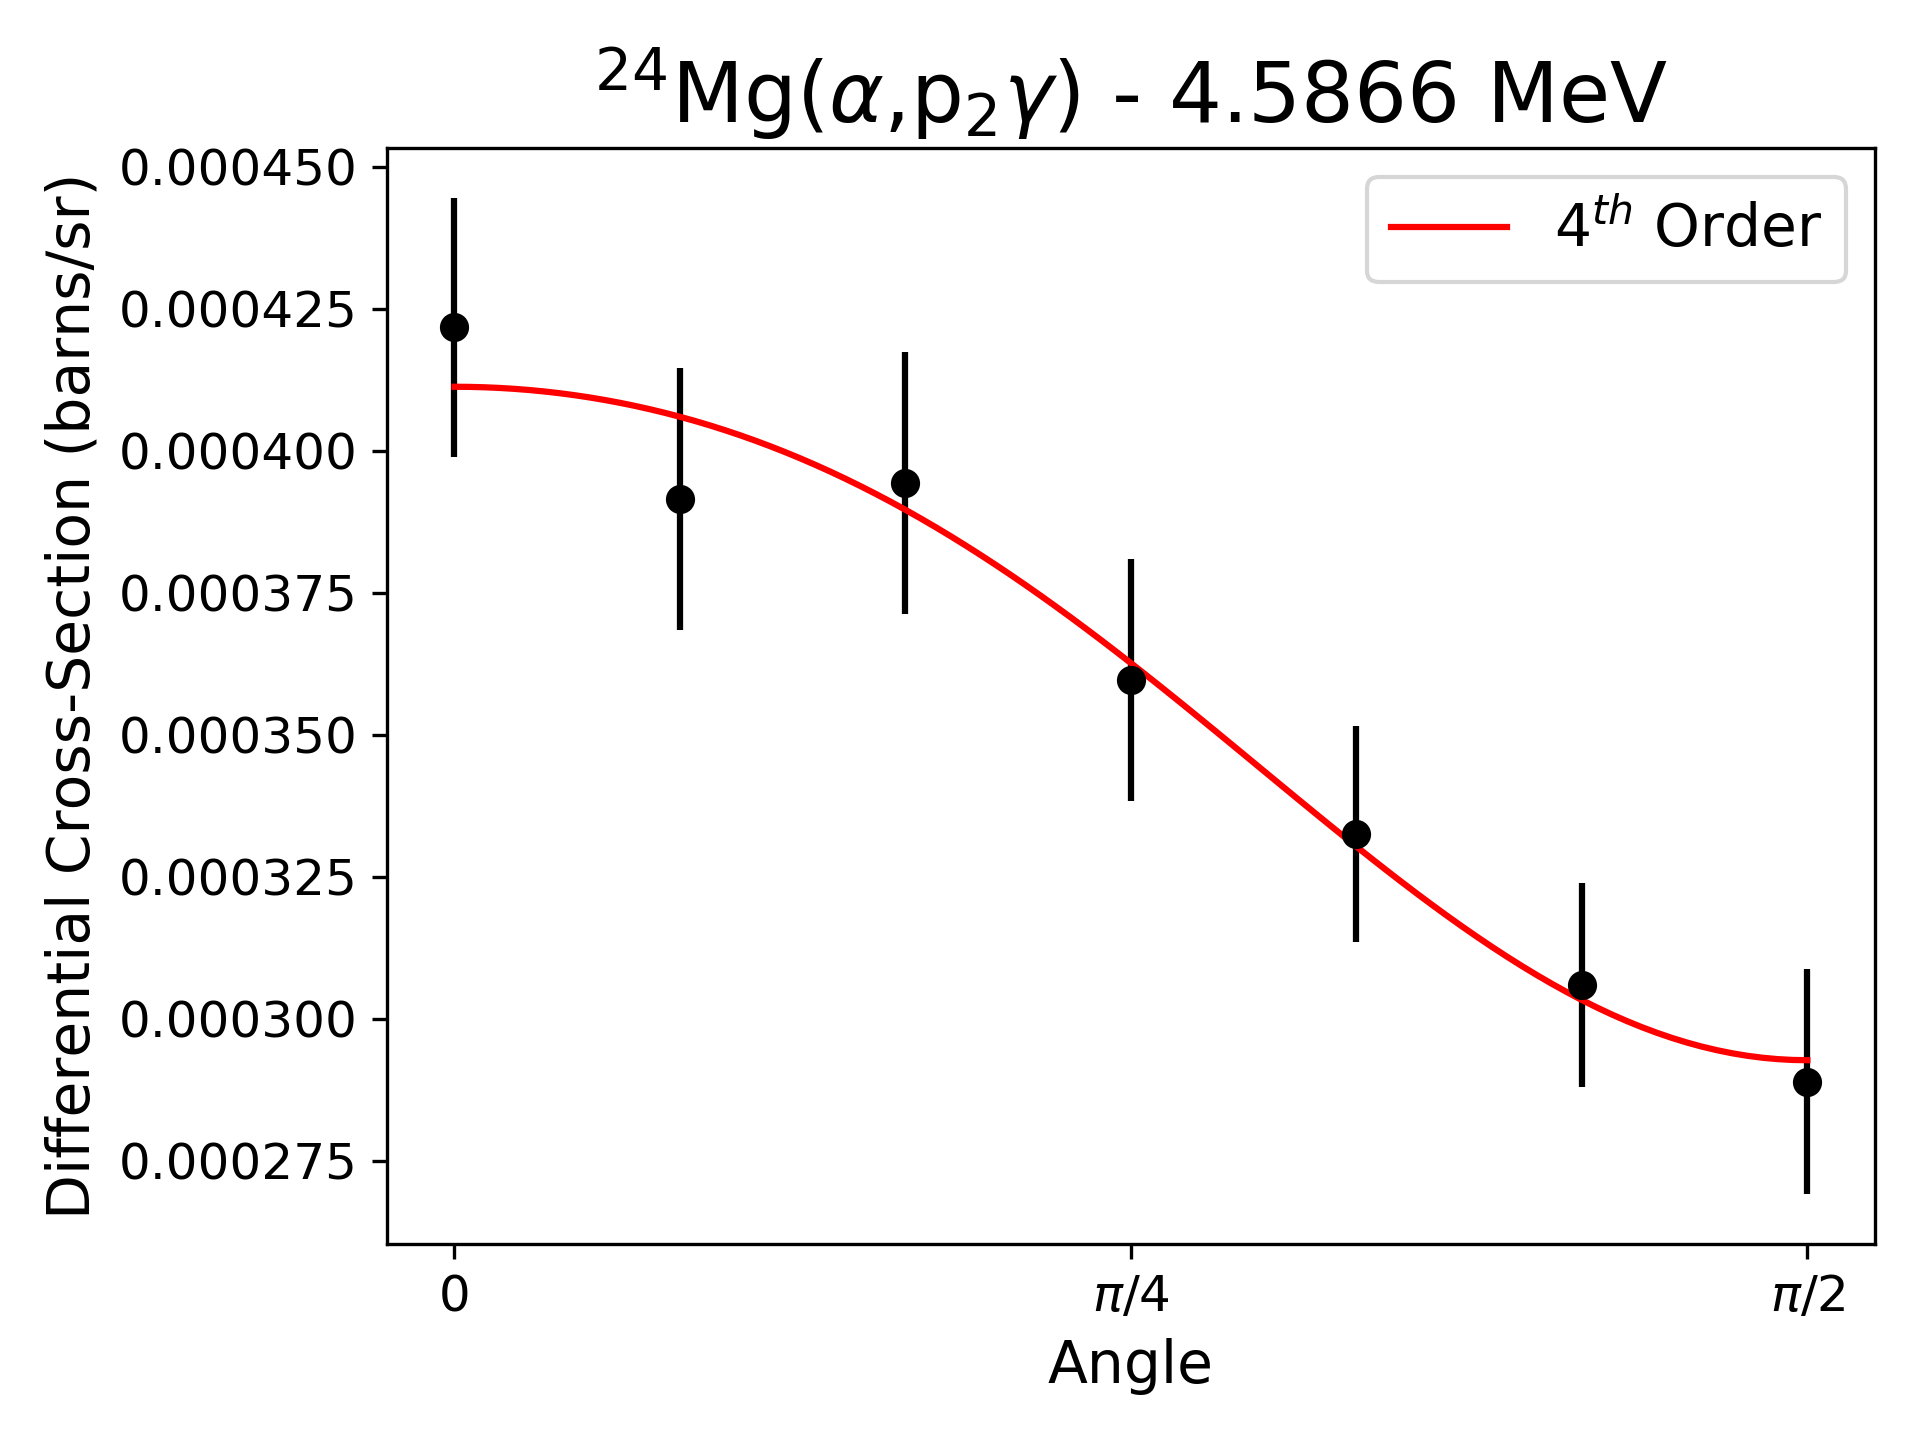 ²⁴Mg(α,p₂γ) - 4.5866 MeV
4ᵗʰ Order
Differential Cross-Section (barns/sr)
0.000450
0.000425
0.000400
0.000375
0.000350
0.000325
0.000300
0.000275
0 π/4 π/2
Angle